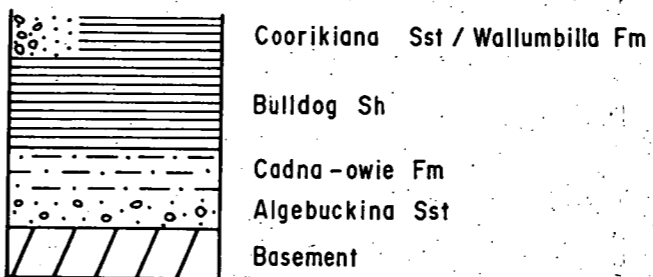 Coorikiana Sst / Wallumbilla Fm
Bulldog Sh
Cadna-owie Fm
Algebuckina Sst
Basement